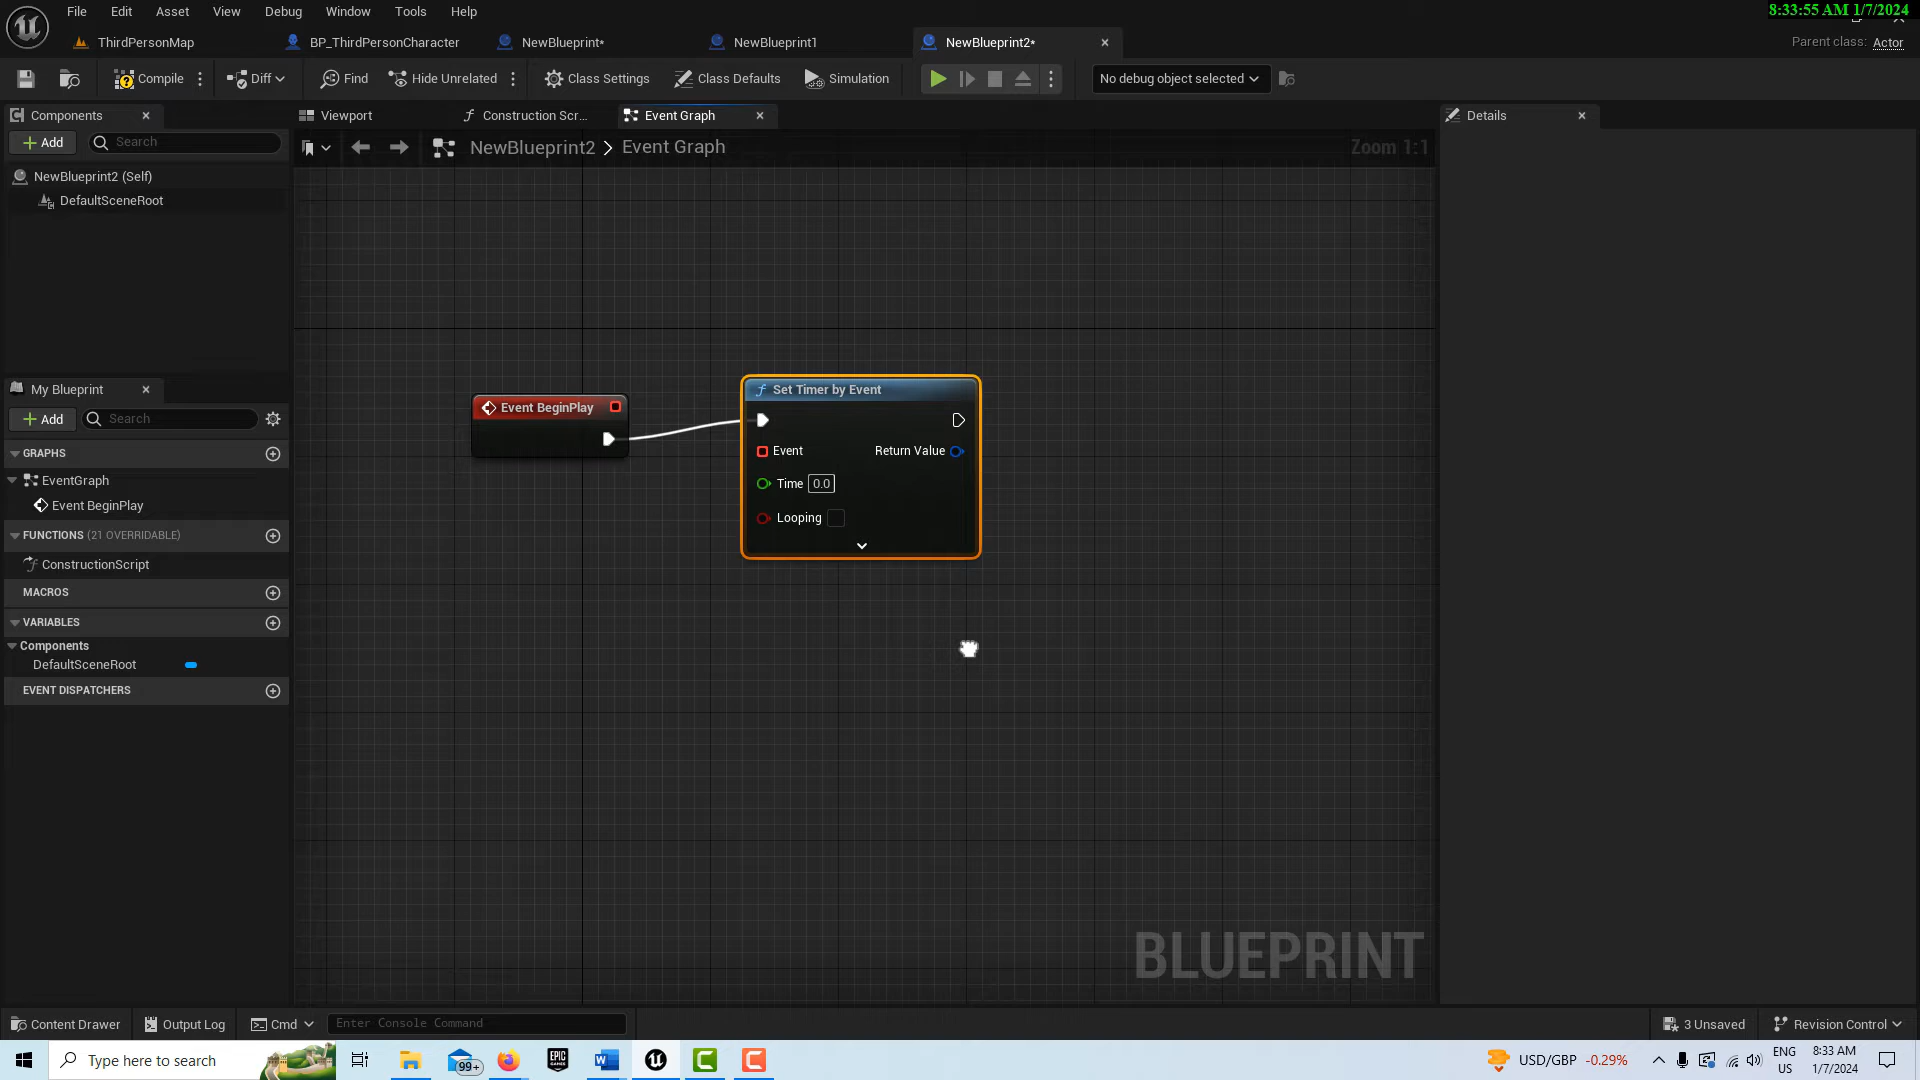 File Edit Asset View Debug Window Tools Help
8:33:55 AM 1/7/2024
ThirdPersonMap BP_ThirdPersonCharacter NewBlueprint* NewBlueprint1 NewBlueprint2*
Parent class: Actor
Compile Diff Find Hide Unrelated Class Settings Class Defaults Simulation No debug object selected
Components Viewport Construction Scr... Event Graph Details
Add Search
NewBlueprint2 > Event Graph
Zoom 1:1
NewBlueprint2 (Self)
DefaultSceneRoot
My Blueprint
Add Search
GRAPHS
EventGraph
Event BeginPlay
FUNCTIONS (21 OVERRIDABLE)
ConstructionScript
MACROS
VARIABLES
Components
DefaultSceneRoot
EVENT DISPATCHERS
Event BeginPlay
Set Timer by Event
Event Return Value
Time 0.0
Looping
BLUEPRINT
Content Drawer Output Log Cmd Enter Console Command 3 Unsaved Revision Control
Type here to search
99+
EPIC GAMES
USD/GBP -0.29%
ENG
US
8:33 AM
1/7/2024